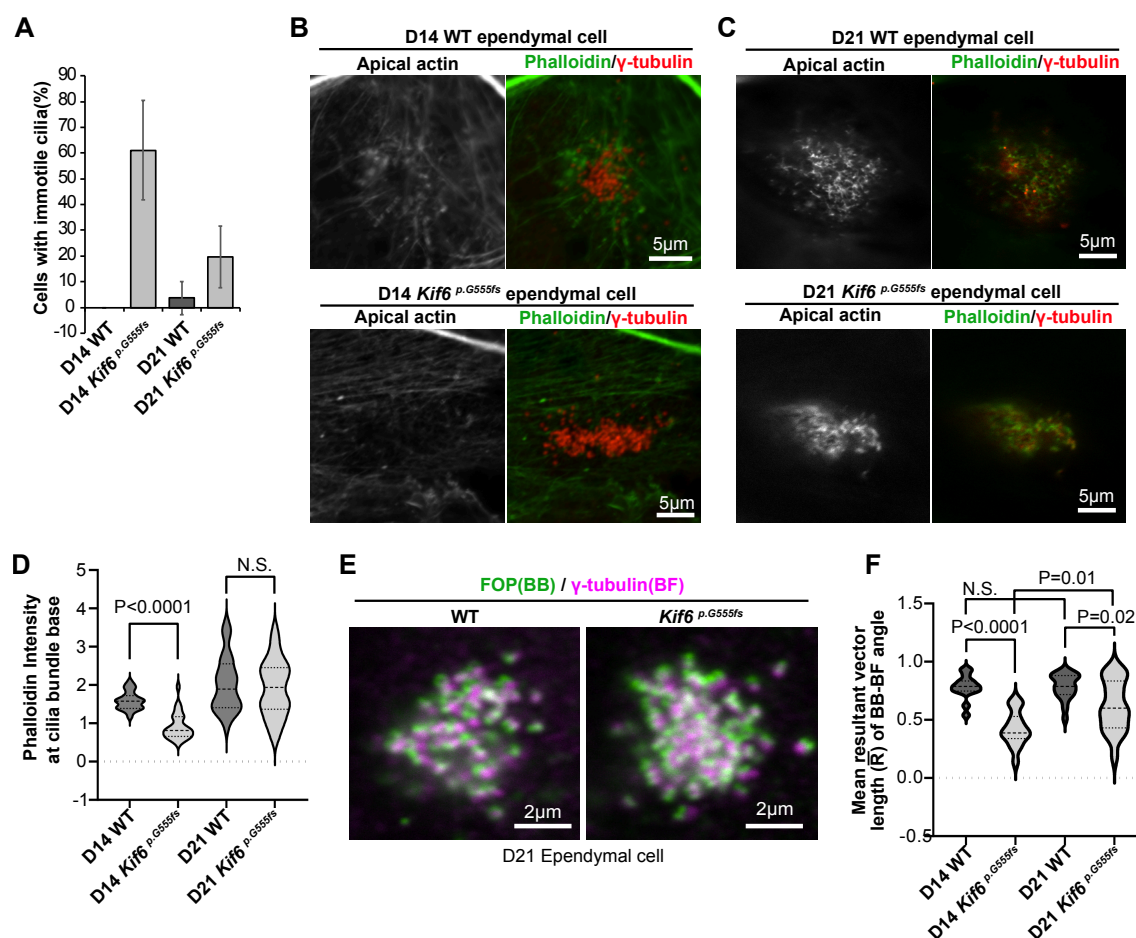 A
Cells with immotile cilia(%)
90
80
70
60
50
40
30
20
10
0
-10
D14 WT
D14 Kif6 p.G555fs
D21 WT
D21 Kif6 p.G555fs
B
D14 WT ependymal cell
Apical actin
Phalloidin/γ-tubulin
5μm
D14 Kif6 p.G555fs ependymal cell
Apical actin
Phalloidin/γ-tubulin
5μm
C
D21 WT ependymal cell
Apical actin
Phalloidin/γ-tubulin
5μm
D21 Kif6 p.G555fs ependymal cell
Apical actin
Phalloidin/γ-tubulin
5μm
D
Phalloidin Intensity
at cilia bundle base
5
4
3
2
1
0
-1
P<0.0001
N.S.
D14 WT
D14 Kif6 p.G555fs
D21 WT
D21 Kif6 p.G555fs
E
FOP(BB) / γ-tubulin(BF)
WT
Kif6 p.G555fs
2μm
2μm
D21 Ependymal cell
F
Mean resultant vector
length (R̅) of BB-BF angle
1.5
1.0
0.5
0.0
-0.5
N.S.
P=0.01
P<0.0001
P=0.02
D14 WT
D14 Kif6 p.G555fs
D21 WT
D21 Kif6 p.G555fs